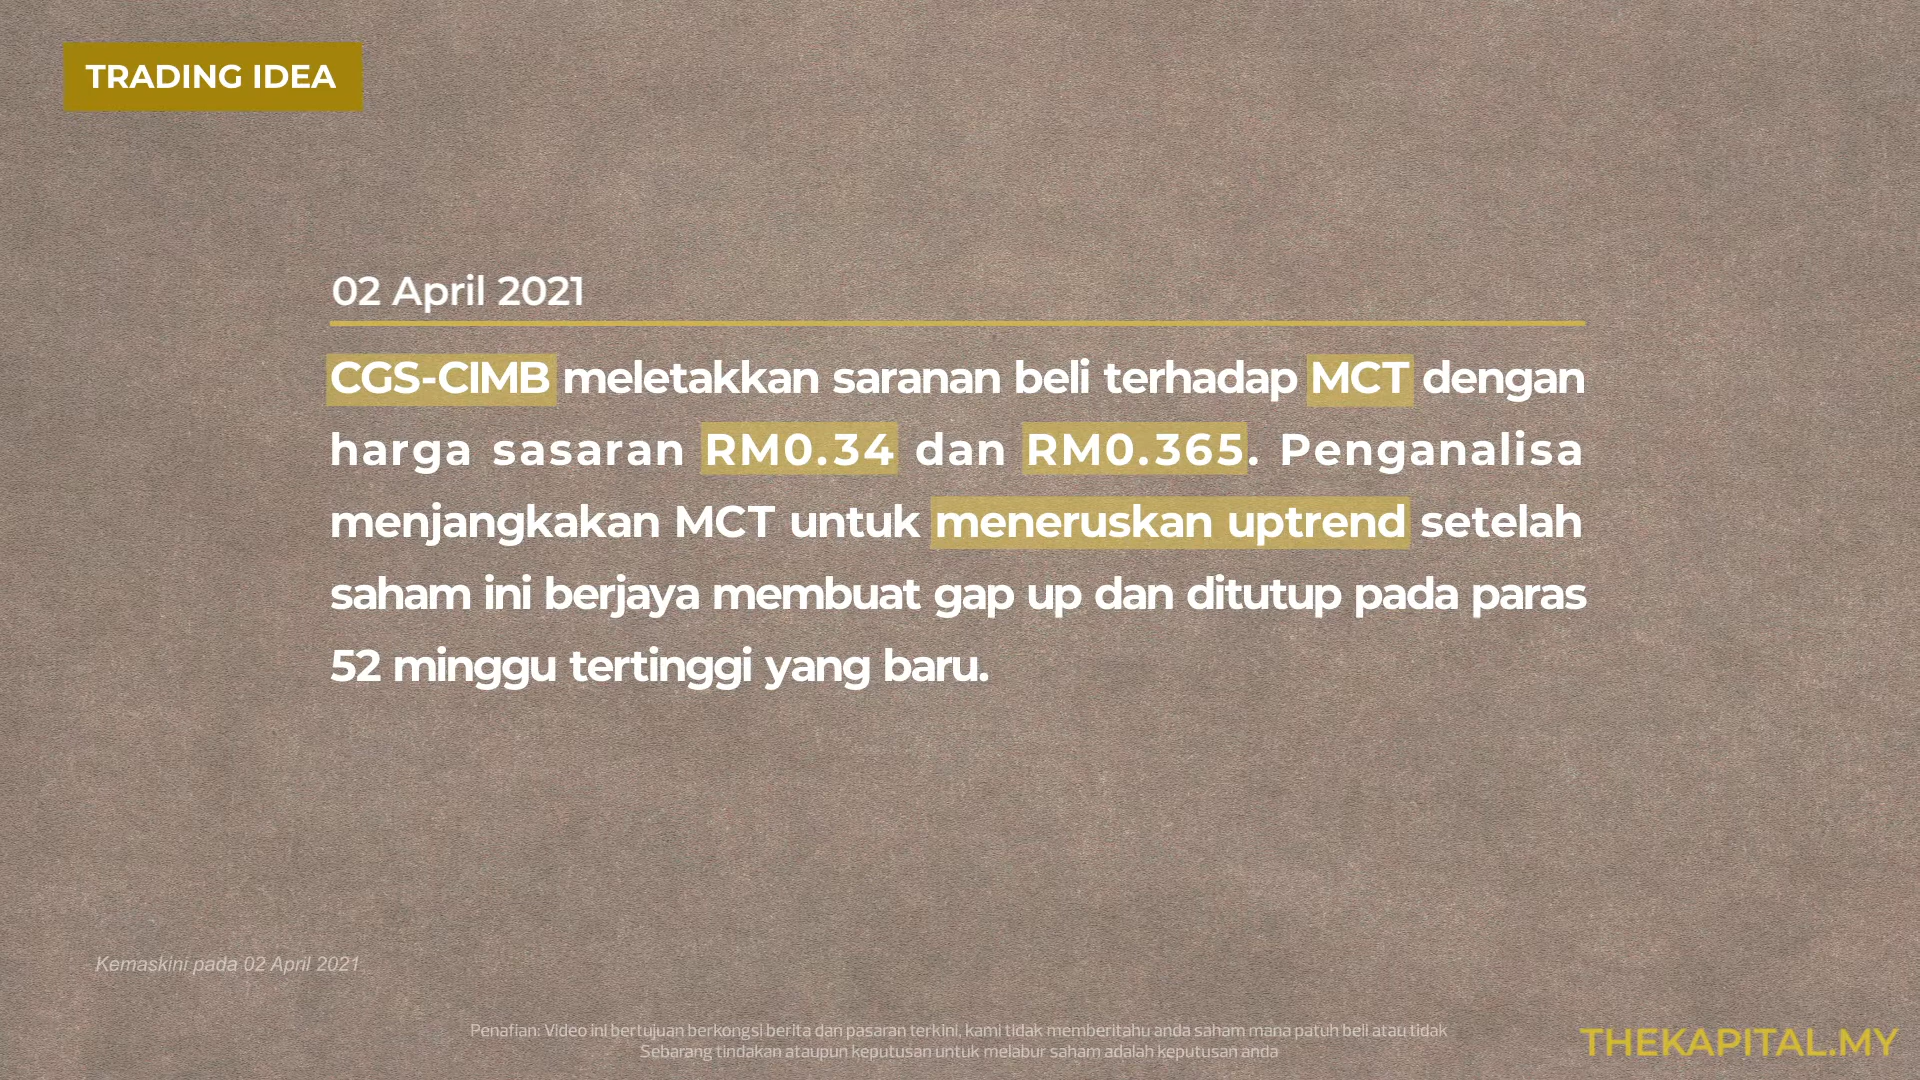 TRADING IDEA
02 April 2021
CGS-CIMB meletakkan saranan beli terhadap MCT dengan
harga sasaran RM0.34 dan RM0.365. Penganalisa
menjangkakan MCT untuk meneruskan uptrend setelah
saham ini berjaya membuat gap up dan ditutup pada paras
52 minggu tertinggi yang baru.
Kemaskini pada 02 April 2021
Penafian: Video ini bertujuan berkongsi berita dan pasaran terkini, kami tidak memberitahu anda saham mana patuh beli atau tidak
Sebarang tindakan ataupun keputusan untuk melabur saham adalah keputusan anda
THEKAPITAL.MY